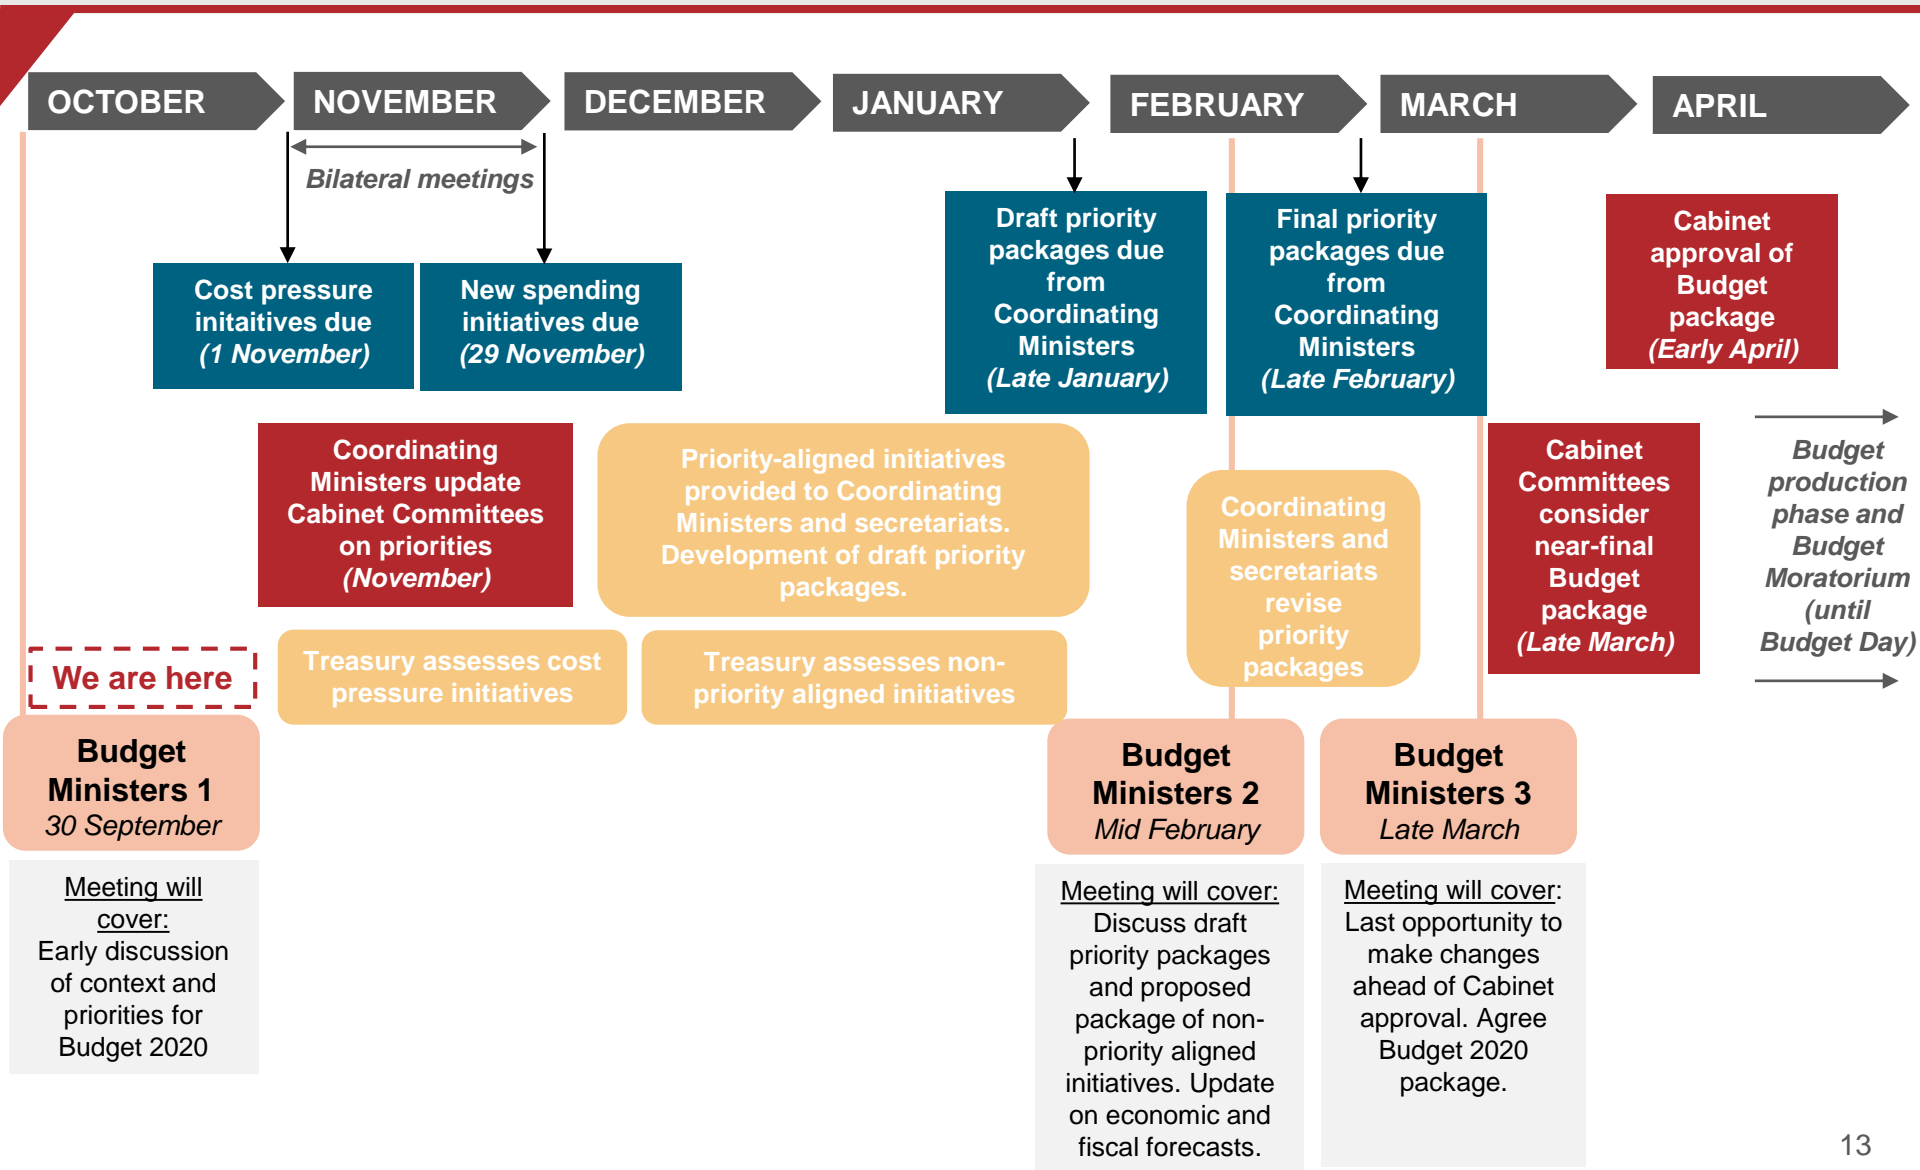 OCTOBER
NOVEMBER
DECEMBER
JANUARY
FEBRUARY
MARCH
APRIL
Bilateral meetings
Cost pressure
initaitives due
(1 November)
New spending
initiatives due
(29 November)
Draft priority
packages due
from
Coordinating
Ministers
(Late January)
Final priority
packages due
from
Coordinating
Ministers
(Late February)
Cabinet
approval of
Budget
package
(Early April)
Coordinating
Ministers update
Cabinet Committees
on priorities
(November)
Priority-aligned initiatives
provided to Coordinating
Ministers and secretariats.
Development of draft priority
packages.
Coordinating
Ministers and
secretariats
revise
priority
packages
Cabinet
Committees
consider
near-final
Budget
package
(Late March)
Budget
production
phase and
Budget
Moratorium
(until
Budget Day)
We are here
Treasury assesses cost
pressure initiatives
Treasury assesses non-
priority aligned initiatives
Budget
Ministers 1
30 September
Budget
Ministers 2
Mid February
Budget
Ministers 3
Late March
Meeting will
cover:
Early discussion
of context and
priorities for
Budget 2020
Meeting will cover:
Discuss draft
priority packages
and proposed
package of non-
priority aligned
initiatives. Update
on economic and
fiscal forecasts.
Meeting will cover:
Last opportunity to
make changes
ahead of Cabinet
approval. Agree
Budget 2020
package.
13